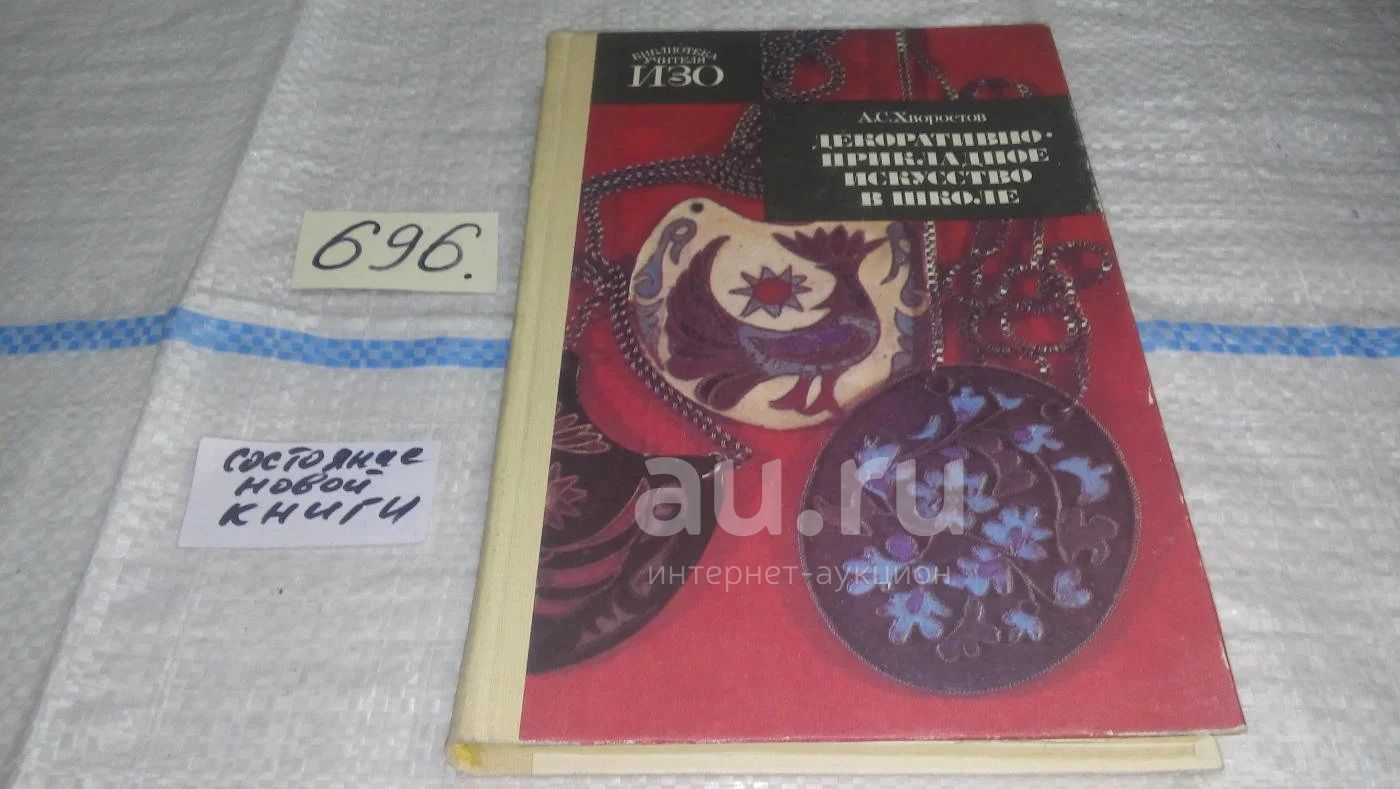 БИБЛИОТЕКА
УЧИТЕЛЯ
ИЗО
А.С.Хворостов
ДЕКОРАТИВНО-
ПРИКЛАДНОЕ
ИСКУССТВО
В ШКОЛЕ
696.
состояние
новой
книги
au.ru
интернет-аукцион